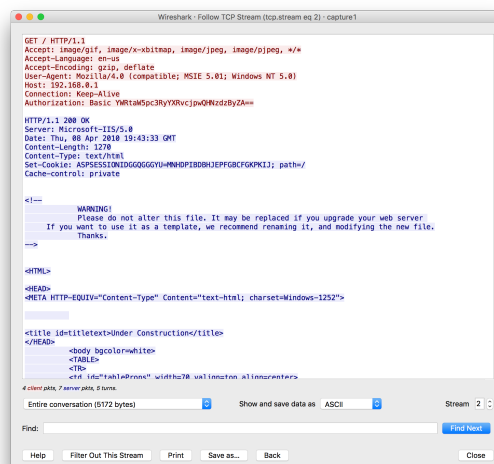 Wireshark · Follow TCP Stream (tcp.stream eq 2) · capture1
GET / HTTP/1.1
Accept: image/gif, image/x-xbitmap, image/jpeg, image/pjpeg, */*
Accept-Language: en-us
Accept-Encoding: gzip, deflate
User-Agent: Mozilla/4.0 (compatible; MSIE 5.01; Windows NT 5.0)
Host: 192.168.0.1
Connection: Keep-Alive
Authorization: Basic YWRtaW5pc3RyYXRvcjpwQHNzdzByZA==
HTTP/1.1 200 OK
Server: Microsoft-IIS/5.0
Date: Thu, 08 Apr 2010 19:43:33 GMT
Content-Length: 1270
Content-Type: text/html
Set-Cookie: ASPSESSIONIDGGQGGGYU=MNHDPIBDBHJEPFGBCFGKPKIJ; path=/
Cache-control: private
<!--
WARNING!
Please do not alter this file. It may be replaced if you upgrade your web server
If you want to use it as a template, we recommend renaming it, and modifying the new file.
Thanks.
-->
<HTML>
<HEAD>
<META HTTP-EQUIV="Content-Type" Content="text-html; charset=Windows-1252">
<title id=titletext>Under Construction</title>
</HEAD>
<body bgcolor=white>
<TABLE>
<TR>
<td id="tableProps" width=70 valign=top align=center>
4 client pkts, 7 server pkts, 5 turns.
Entire conversation (5172 bytes) Show and save data as ASCII Stream 2
Find: Find Next
Help Filter Out This Stream Print Save as... Back Close